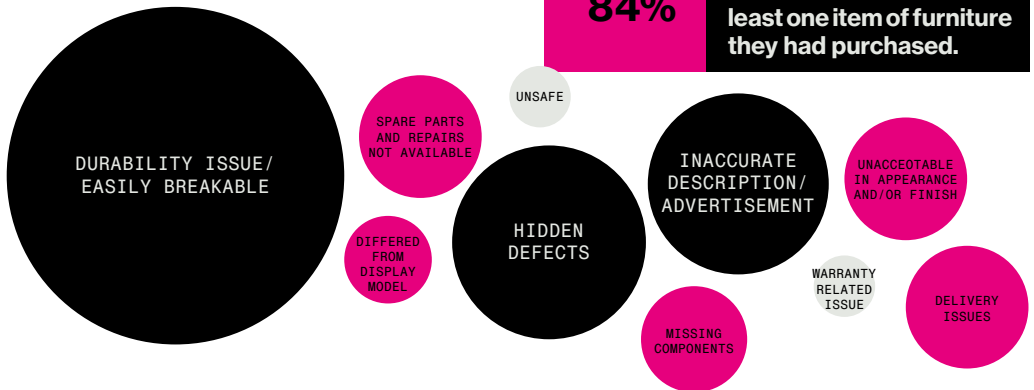 84%
least one item of furniture
they had purchased.
UNSAFE
SPARE PARTS
AND REPAIRS
NOT AVAILABLE
DURABILITY ISSUE/
EASILY BREAKABLE
INACCURATE
DESCRIPTION/
ADVERTISEMENT
UNACCEOTABLE
IN APPEARANCE
AND/OR FINISH
HIDDEN
DEFECTS
DIFFERED
FROM
DISPLAY
MODEL
WARRANTY
RELATED
ISSUE
DELIVERY
ISSUES
MISSING
COMPONENTS